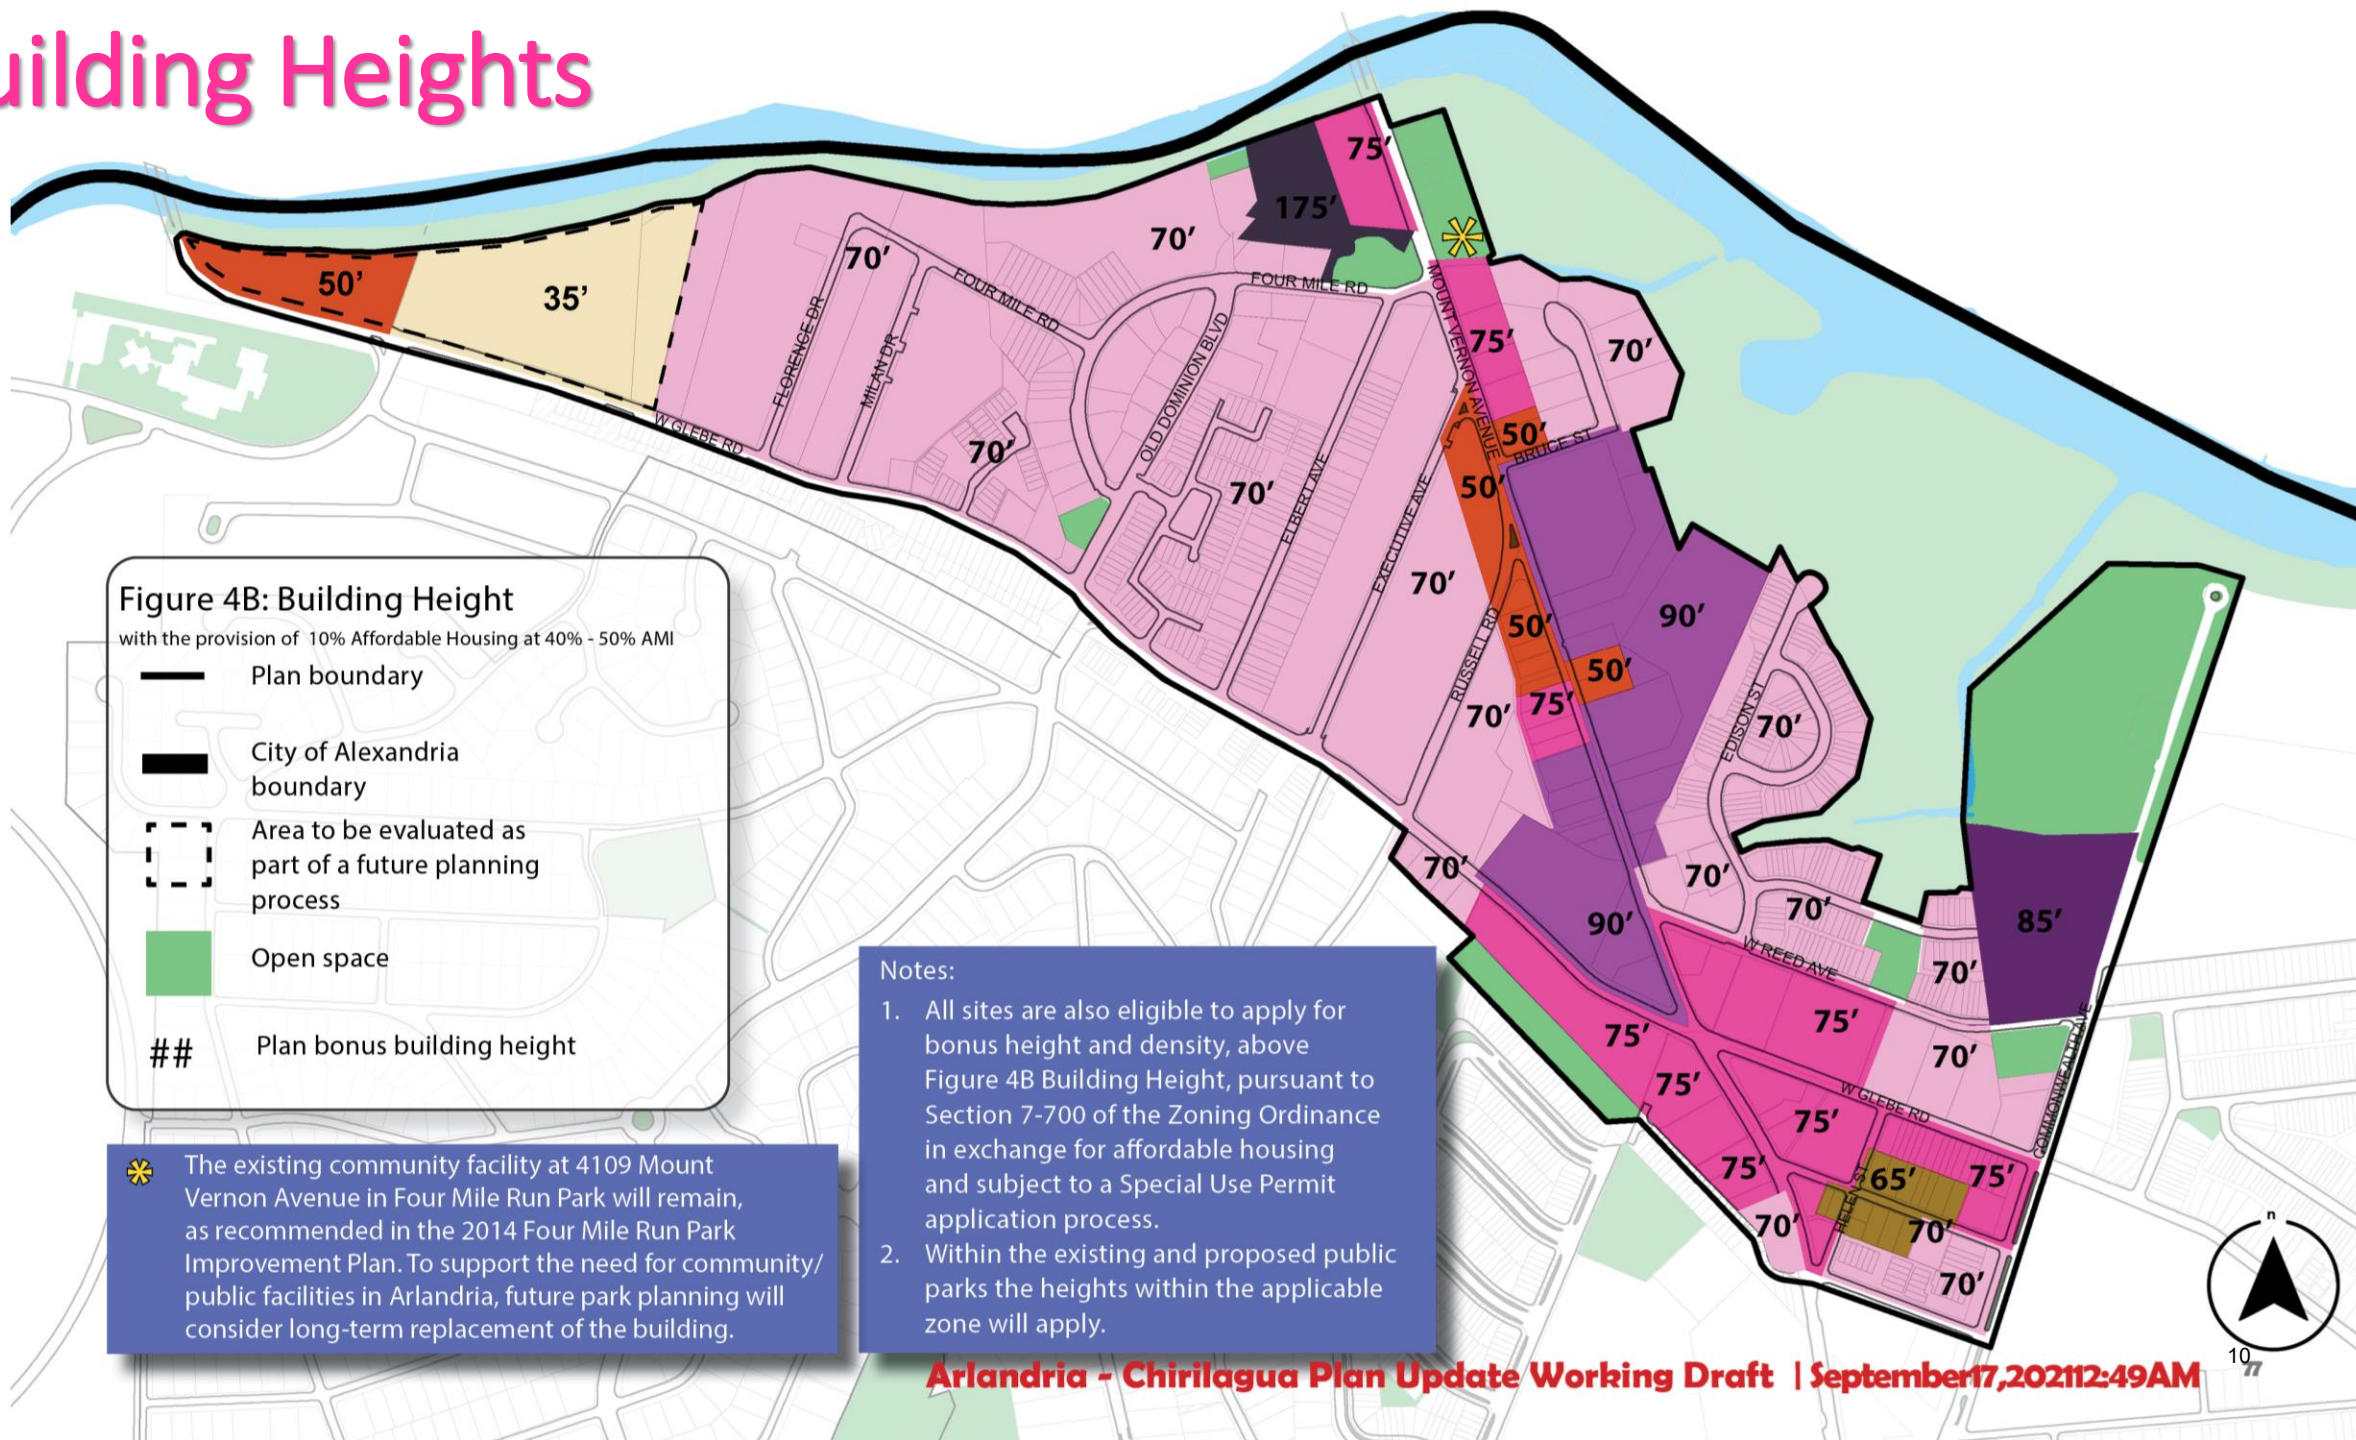 uilding Heights
75'
175'
70'
70'
50'
35'
FOUR MILE RD
FOUR MILE RD
MOUNT VERNON AVENUE
75'
70'
FLORENCE DR
MILAN DR
OLD DOMINION BLVD
W GLEBE RD
70'
70'
ELBERT AVE
EXECUTIVE AVE
50'
BRUCE ST
50'
70'
90'
50'
50'
RUSSELL RD
70'
75'
EDISON ST
70'
70'
70'
70'
90'
85'
W REED AVE
70'
75'
75'
70'
75'
75'
W GLEBE RD
COMMONWEALTH AVE
75'
65'
75'
HELEN ST
70'
70'
70'
Figure 4B: Building Height
with the provision of 10% Affordable Housing at 40% - 50% AMI
Plan boundary
City of Alexandria
boundary
Area to be evaluated as
part of a future planning
process
Open space
## Plan bonus building height
The existing community facility at 4109 Mount
Vernon Avenue in Four Mile Run Park will remain,
as recommended in the 2014 Four Mile Run Park
Improvement Plan. To support the need for community/
public facilities in Arlandria, future park planning will
consider long-term replacement of the building.
Notes:
1. All sites are also eligible to apply for
bonus height and density, above
Figure 4B Building Height, pursuant to
Section 7-700 of the Zoning Ordinance
in exchange for affordable housing
and subject to a Special Use Permit
application process.
2. Within the existing and proposed public
parks the heights within the applicable
zone will apply.
n
Arlandria - Chirilagua Plan Update Working Draft | September17,202112:49AM
10
77